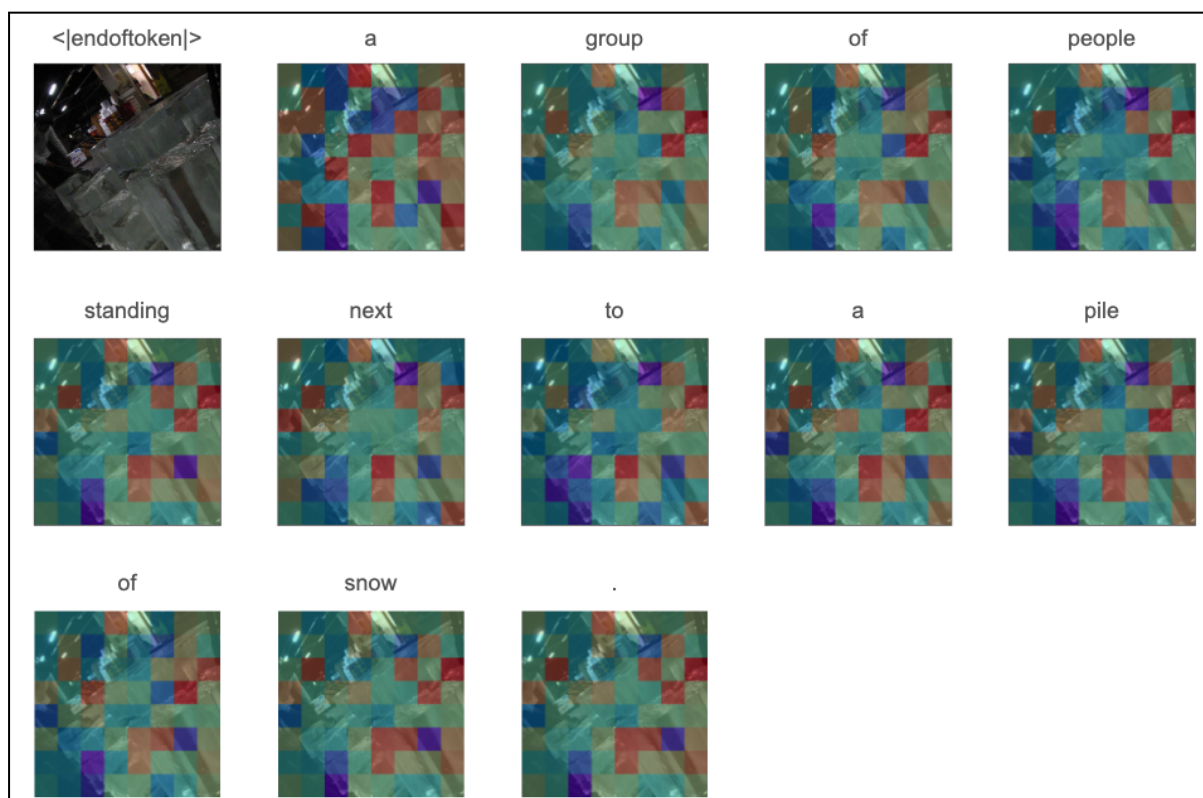 <|endoftoken|> a group of people
standing next to a pile
of snow .